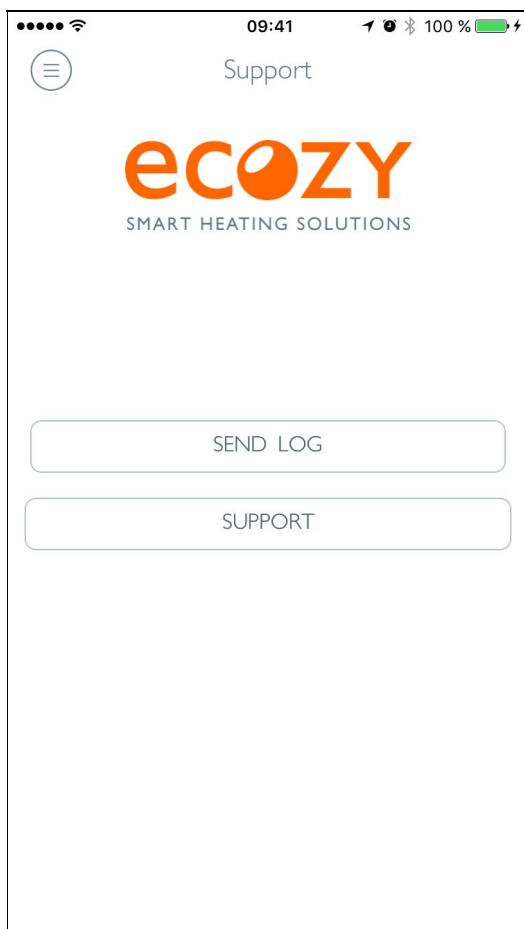 09:41
100 %
Support
ecozy
SMART HEATING SOLUTIONS
SEND LOG
SUPPORT